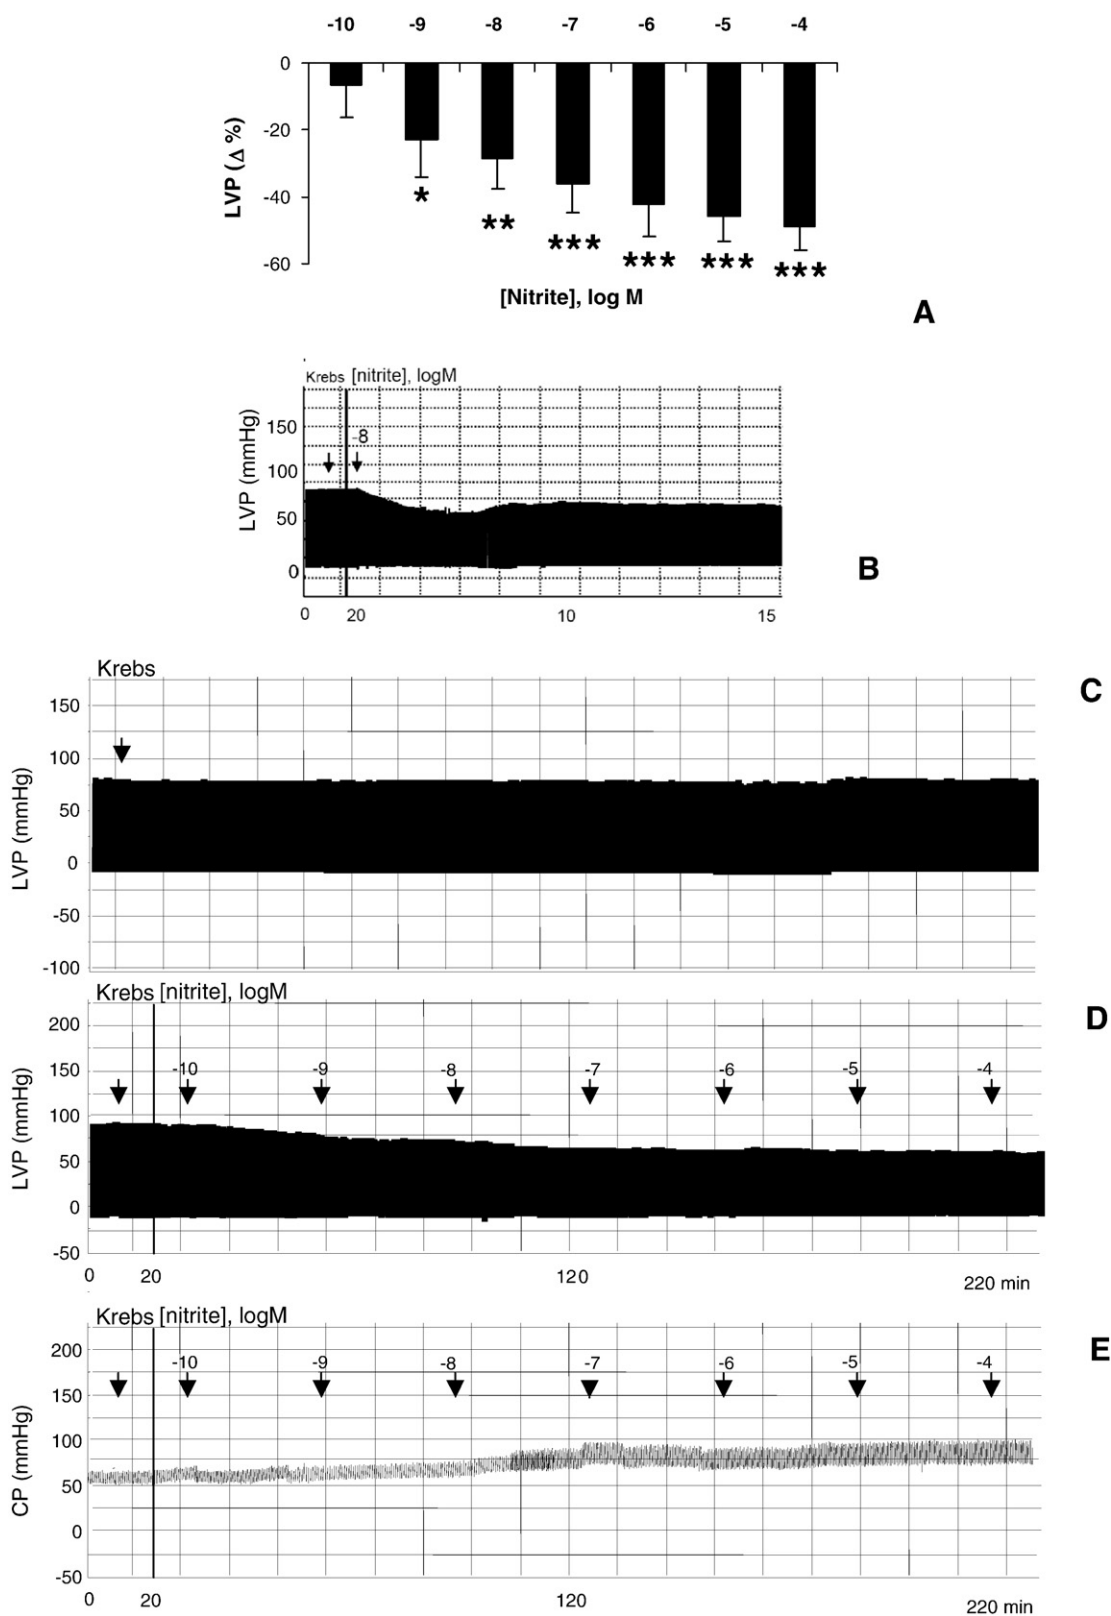 -10 -9 -8 -7 -6 -5 -4
0
-20
-40
-60
LVP (Δ %)
* ** *** *** *** ***
[Nitrite], log M
A
Krebs [nitrite], logM
-8
150
100
50
0
LVP (mmHg)
0 20 10 15
B
Krebs
C
150
100
50
0
-50
-100
LVP (mmHg)
Krebs [nitrite], logM
D
200
150
100
50
0
-50
LVP (mmHg)
-10 -9 -8 -7 -6 -5 -4
0 20 120 220 min
Krebs [nitrite], logM
E
200
150
100
50
0
-50
CP (mmHg)
-10 -9 -8 -7 -6 -5 -4
0 20 120 220 min